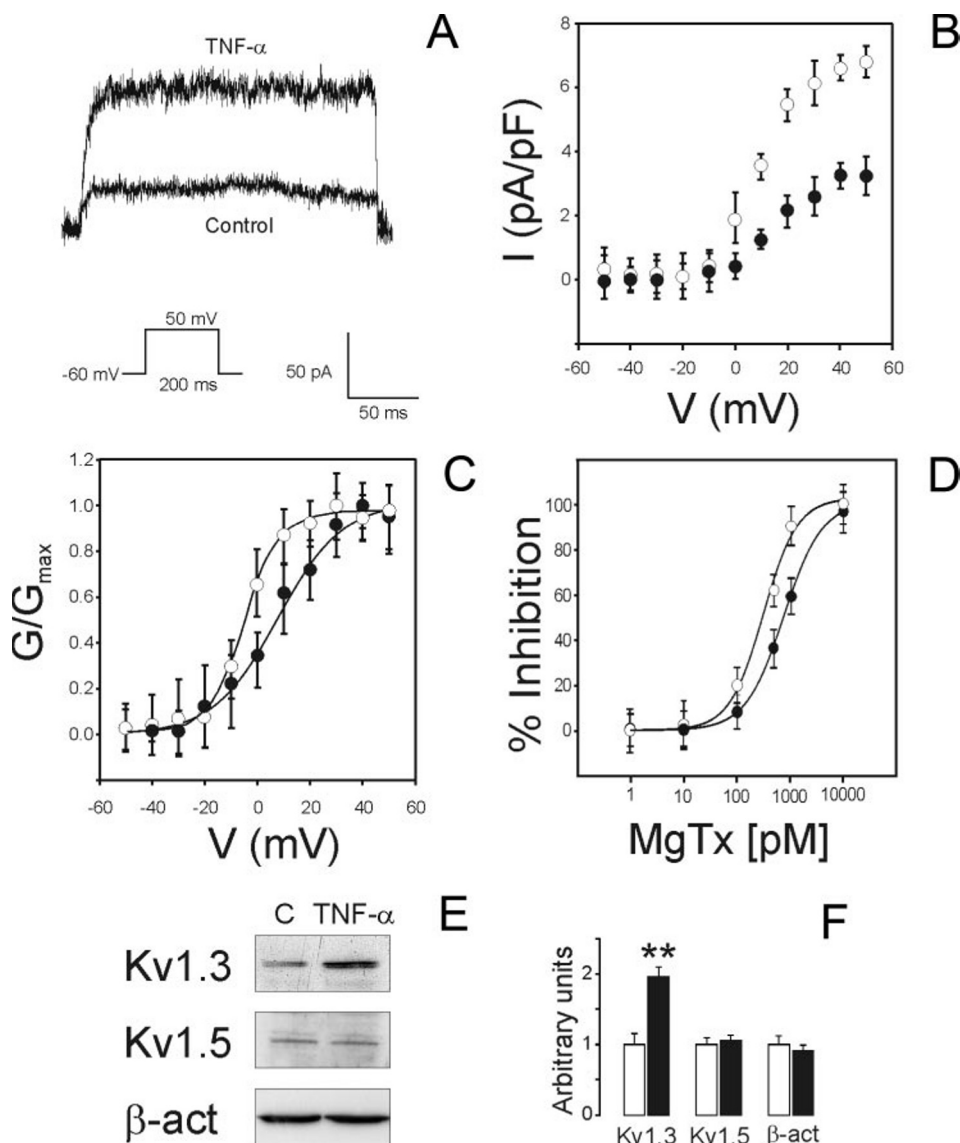 A
TNF-α
Control
50 mV
-60 mV
200 ms
50 pA
50 ms
B
8
6
4
2
0
I (pA/pF)
-60 -40 -20 0 20 40 60
V (mV)
C
1.2
1.0
0.8
0.6
0.4
0.2
0.0
G/Gmax
-60 -40 -20 0 20 40 60
V (mV)
D
100
80
60
40
20
0
% Inhibition
1 10 100 1000 10000
MgTx [pM]
E
C TNF-α
Kv1.3
Kv1.5
β-act
F
**
2
1
0
Arbitrary units
Kv1.3 Kv1.5 β-act